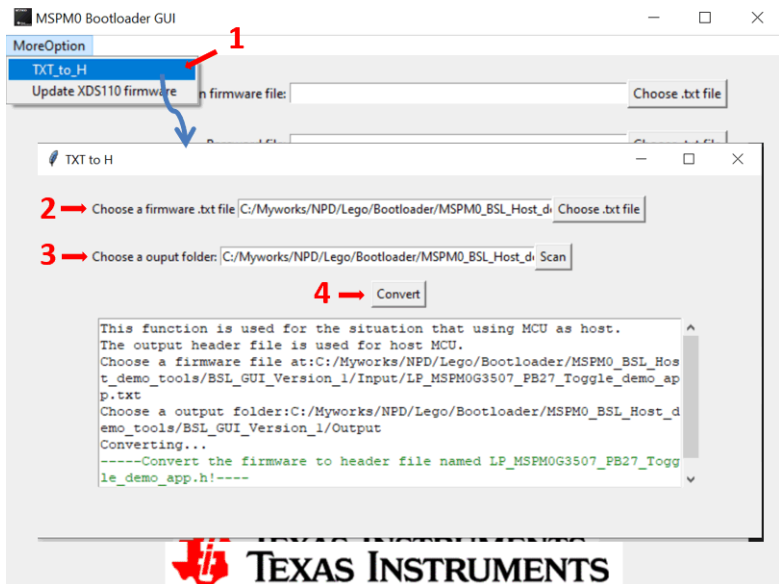 MSPM0 Bootloader GUI
MoreOption
1
TXT_to_H
Update XDS110 firmware
n firmware file:
Choose .txt file
TXT to H
2
Choose a firmware .txt file
C:/Myworks/NPD/Lego/Bootloader/MSPM0_BSL_Host_de
Choose .txt file
3
Choose a ouput folder:
C:/Myworks/NPD/Lego/Bootloader/MSPM0_BSL_Host_de
Scan
4
Convert
This function is used for the situation that using MCU as host.
The output header file is used for host MCU.
Choose a firmware file at:C:/Myworks/NPD/Lego/Bootloader/MSPM0_BSL_Hos
t_demo_tools/BSL_GUI_Version_1/Input/LP_MSPM0G3507_PB27_Toggle_demo_ap
p.txt
Choose a output folder:C:/Myworks/NPD/Lego/Bootloader/MSPM0_BSL_Host_d
emo_tools/BSL_GUI_Version_1/Output
Converting...
-----Convert the firmware to header file named LP_MSPM0G3507_PB27_Togg
le_demo_app.h!----
TEXAS INSTRUMENTS